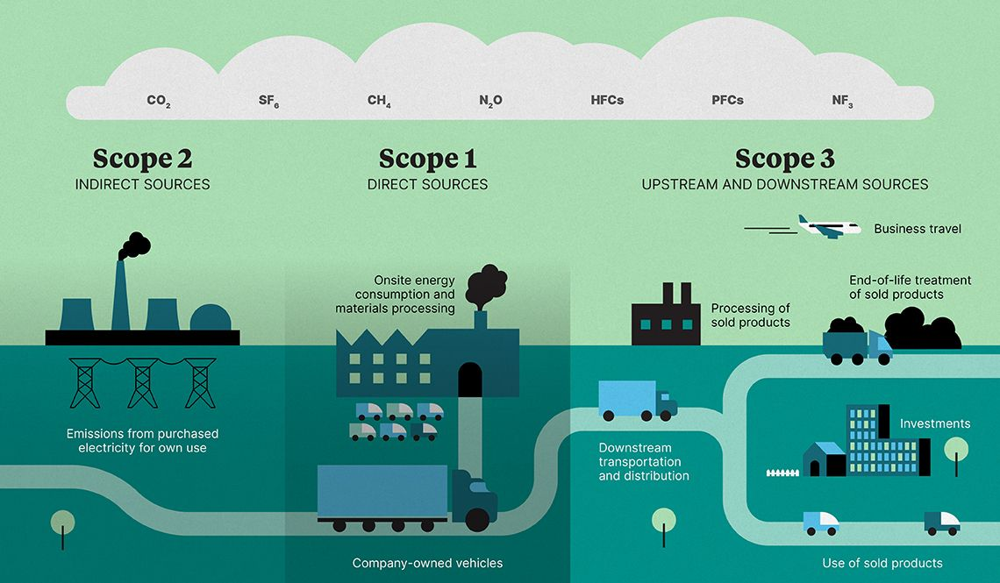 CO₂ SF₆ CH₄ N₂O HFCs PFCs NF₃
Scope 2
INDIRECT SOURCES
Emissions from purchased
electricity for own use
Scope 1
DIRECT SOURCES
Onsite energy
consumption and
materials processing
Company-owned vehicles
Scope 3
UPSTREAM AND DOWNSTREAM SOURCES
Business travel
End-of-life treatment
of sold products
Processing of
sold products
Investments
Downstream
transportation
and distribution
Use of sold products